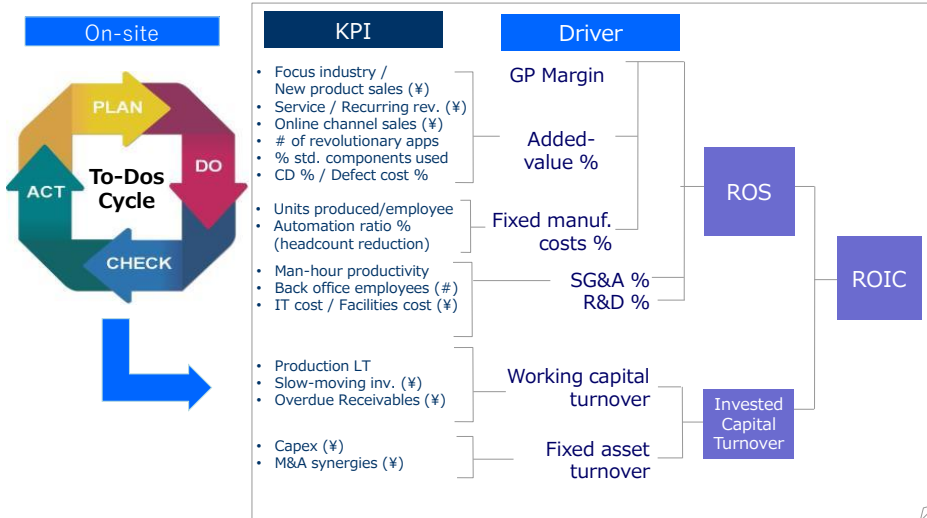 On-site
PLAN
DO
CHECK
ACT
To-Dos
Cycle
KPI
• Focus industry /
New product sales (¥)
• Service / Recurring rev. (¥)
• Online channel sales (¥)
• # of revolutionary apps
• % std. components used
• CD % / Defect cost %
• Units produced/employee
• Automation ratio %
(headcount reduction)
• Man-hour productivity
• Back office employees (#)
• IT cost / Facilities cost (¥)
• Production LT
• Slow-moving inv. (¥)
• Overdue Receivables (¥)
• Capex (¥)
• M&A synergies (¥)
Driver
GP Margin
Added-
value %
Fixed manuf.
costs %
SG&A %
R&D %
Working capital
turnover
Fixed asset
turnover
ROS
Invested
Capital
Turnover
ROIC